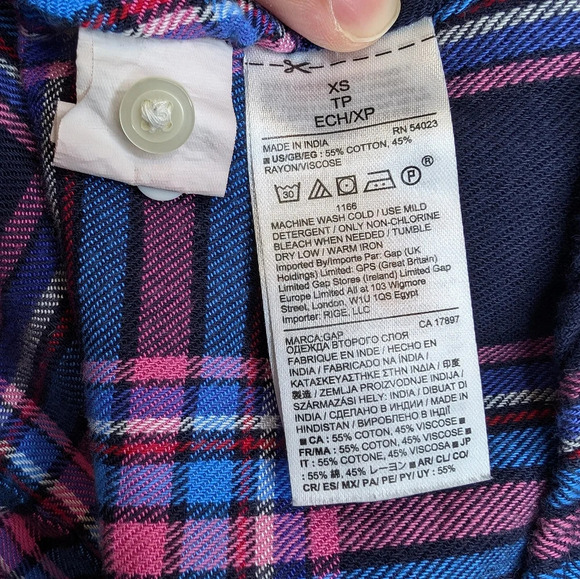 XS
TP
ECH/XP
MADE IN INDIA RN 54023
■ US/GB/EG: 55% COTTON, 45%
RAYON/VISCOSE
30 P ®
1166
MACHINE WASH COLD / USE MILD
DETERGENT / ONLY NON-CHLORINE
BLEACH WHEN NEEDED / TUMBLE
DRY LOW / WARM IRON
Imported By/Importe Par: Gap (UK
Holdings) Limited: GPS (Great Britain)
Limited Gap Stores (Ireland) Limited Gap
Europe Limited All at 103 Wigmore
Street, London, W1U 1QS Egypt
Importer: RIGE, LLC
MARCA:GAP CA 17897
ОДЕЖДА ВТОРОГО СЛОЯ
FABRIQUE EN INDE / HECHO EN
INDIA / FABRICADO NA ÍNDIA /
ΚΑΤΑΣΚΕΥΑΣΤΗΚΕ ΣΤΗΝ ΙΝΔΙΑ / 印度
製造 / ZEMLJA PROIZVODNJE INDIJA /
SZÁRMAZÁSI HELY: INDIA / DIBUAT DI
INDIA / СДЕЛАНО В ИНДИИ / MADE IN
HINDISTAN / ВИРОБЛЕНО В ІНДІЇ
■ CA: 55% COTON, 45% VISCOSE ■
FR/MA: 55% COTON, 45% VISCOSE
IT: 55% COTONE, 45% VISCOSA ■ JP
: 55% 綿, 45% レーヨン ■ AR/ CL/ CO/
CR/ ES/ MX/ PA/ PE/ PY/ UY: 55%